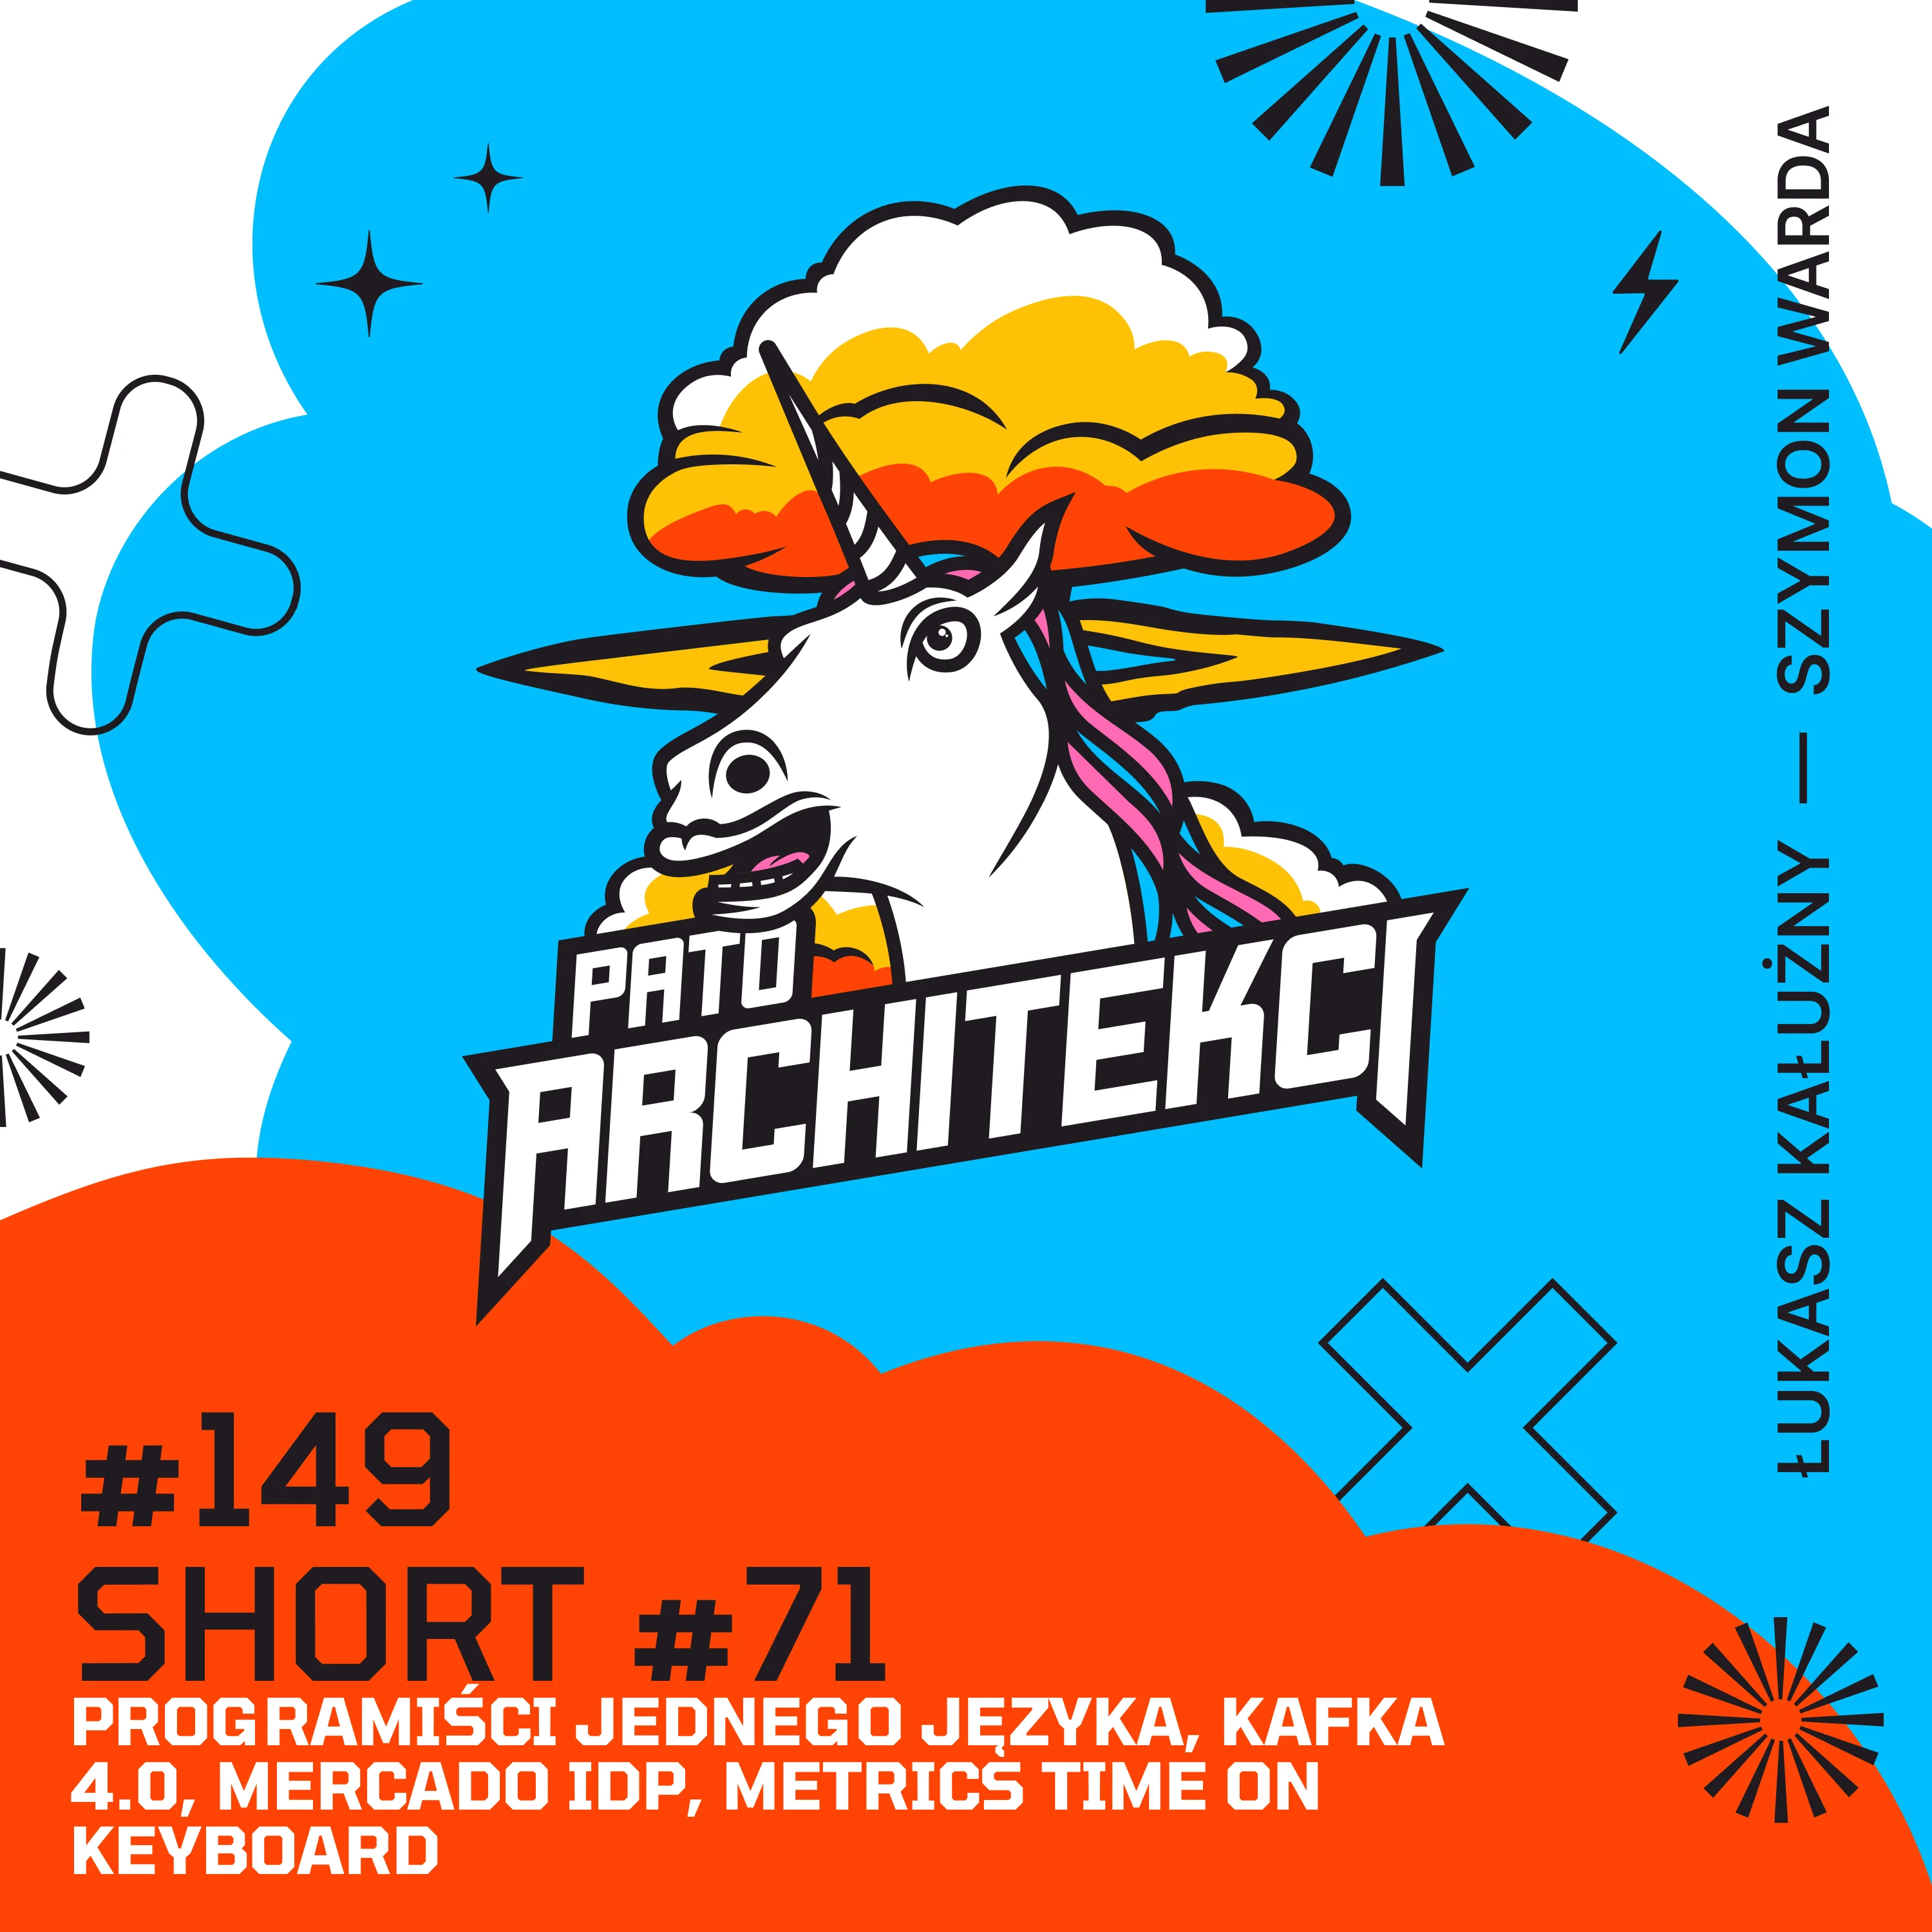 PATO
ARCHITEKCI
ŁUKASZ KAŁUŻNY — SZYMON WARDA
#149
SHORT #71
PROGRAMIŚCI JEDNEGO JĘZYKA, KAFKA
4.0, MERCADO IDP, METRICS TIME ON
KEYBOARD